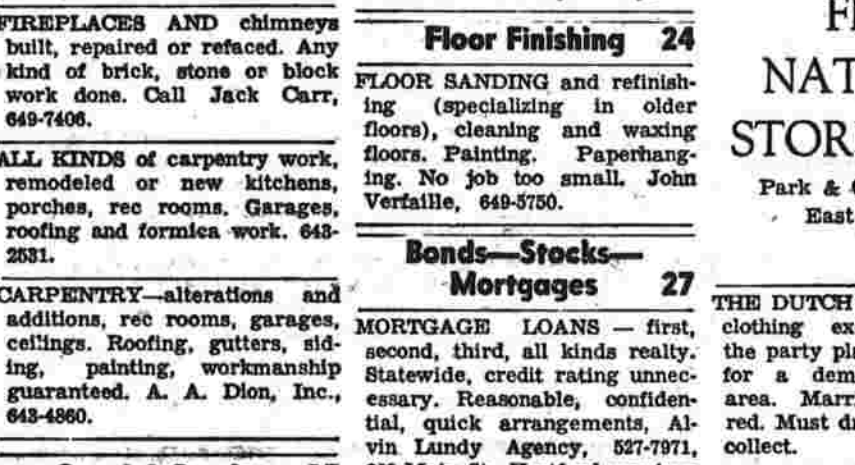 FIREPLACES AND chimneys
built, repaired or refaced. Any
kind of brick, stone or block
work done. Call Jack Carr,
649-7406.
ALL KINDS of carpentry work,
remodeled or new kitchens,
porches, rec rooms. Garages,
roofing and formica work. 643-
2531.
CARPENTRY—alterations and
additions, rec rooms, garages,
ceilings. Roofing, gutters, sid-
ing, painting, workmanship
guaranteed. A. A. Dion, Inc.,
643-4860.
Floor Finishing 24
FLOOR SANDING and refinish-
ing (specializing in older
floors), cleaning and waxing
floors. Painting. Paperhang-
ing. No job too small. John
Verfaille, 649-5750.
Bonds—Stocks—
Mortgages 27
MORTGAGE LOANS — first,
second, third, all kinds realty.
Statewide, credit rating unnec-
essary. Reasonable, confiden-
tial, quick arrangements, Al-
vin Lundy Agency, 527-7971,
NAT
STOR
Park &
East
THE DUTCH
clothing ex
the party pl
for a dem
area. Marr
red. Must d
collect.